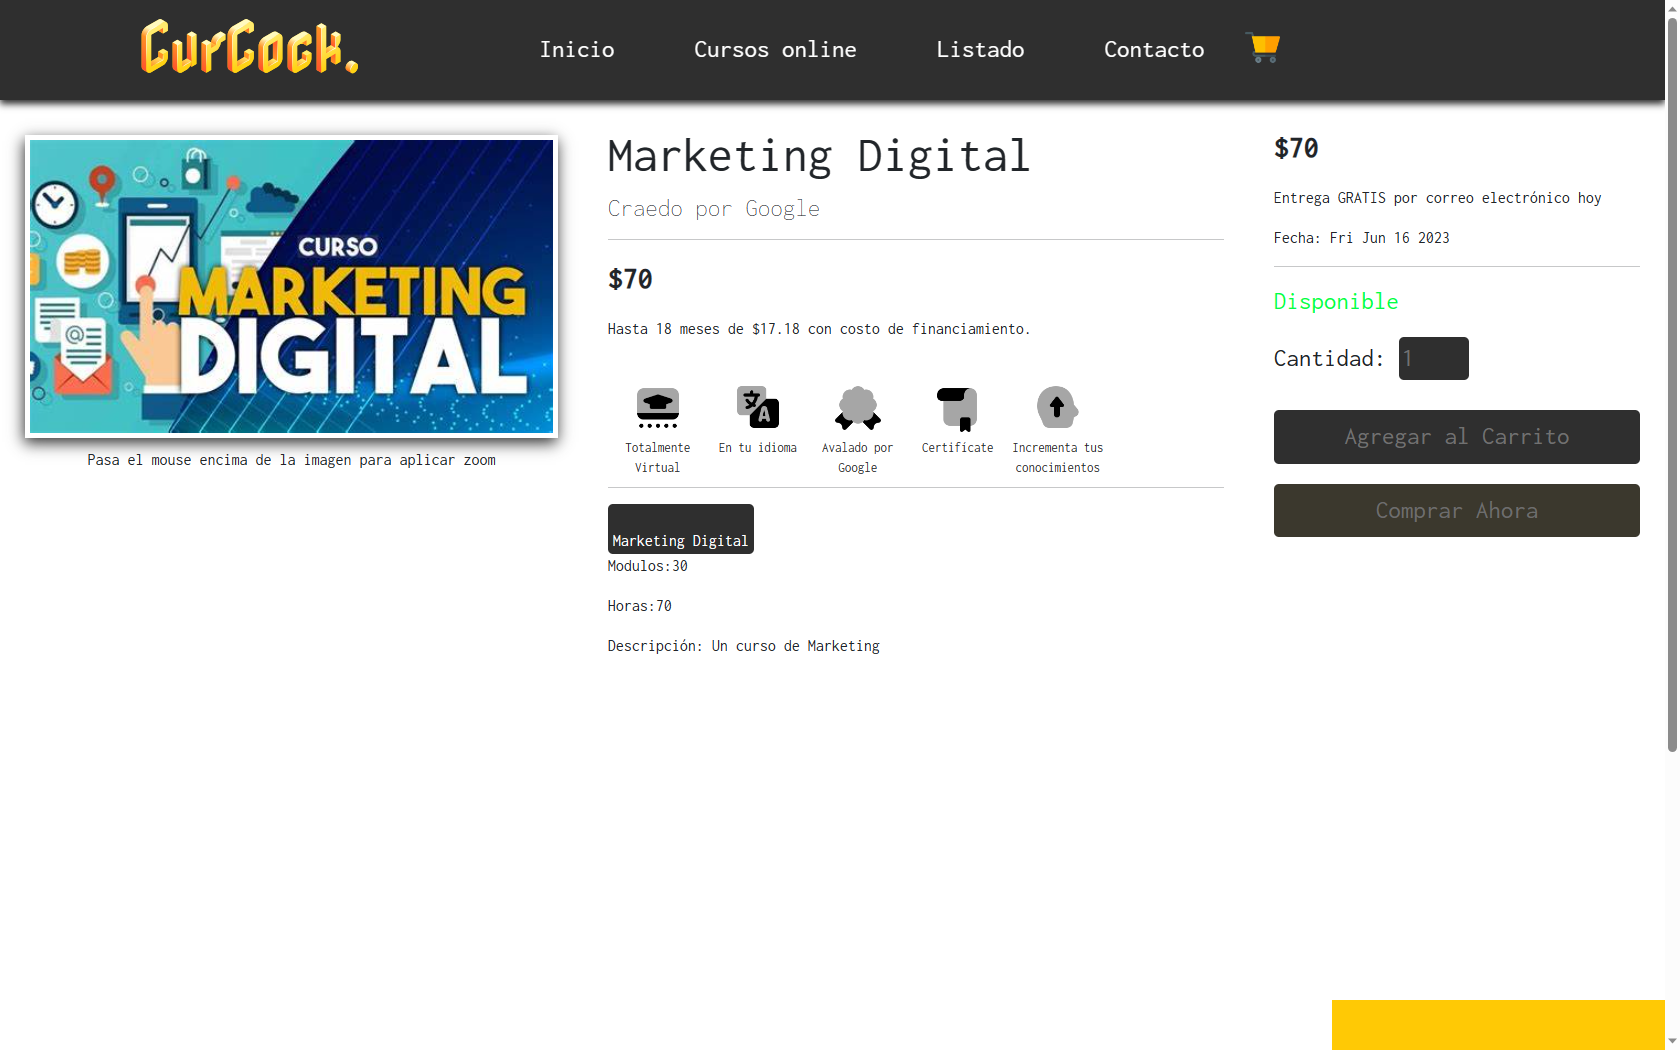 CurCock.
Inicio
Cursos online
Listado
Contacto
CURSO
MARKETING
DIGITAL
Pasa el mouse encima de la imagen para aplicar zoom
Marketing Digital
Craedo por Google
$70
Hasta 18 meses de $17.18 con costo de financiamiento.
Totalmente
Virtual
En tu idioma
Avalado por
Google
Certificate
Incrementa tus
conocimientos
Marketing Digital
Modulos:30
Horas:70
Descripción: Un curso de Marketing
$70
Entrega GRATIS por correo electrónico hoy
Fecha: Fri Jun 16 2023
Disponible
Cantidad: 1
Agregar al Carrito
Comprar Ahora